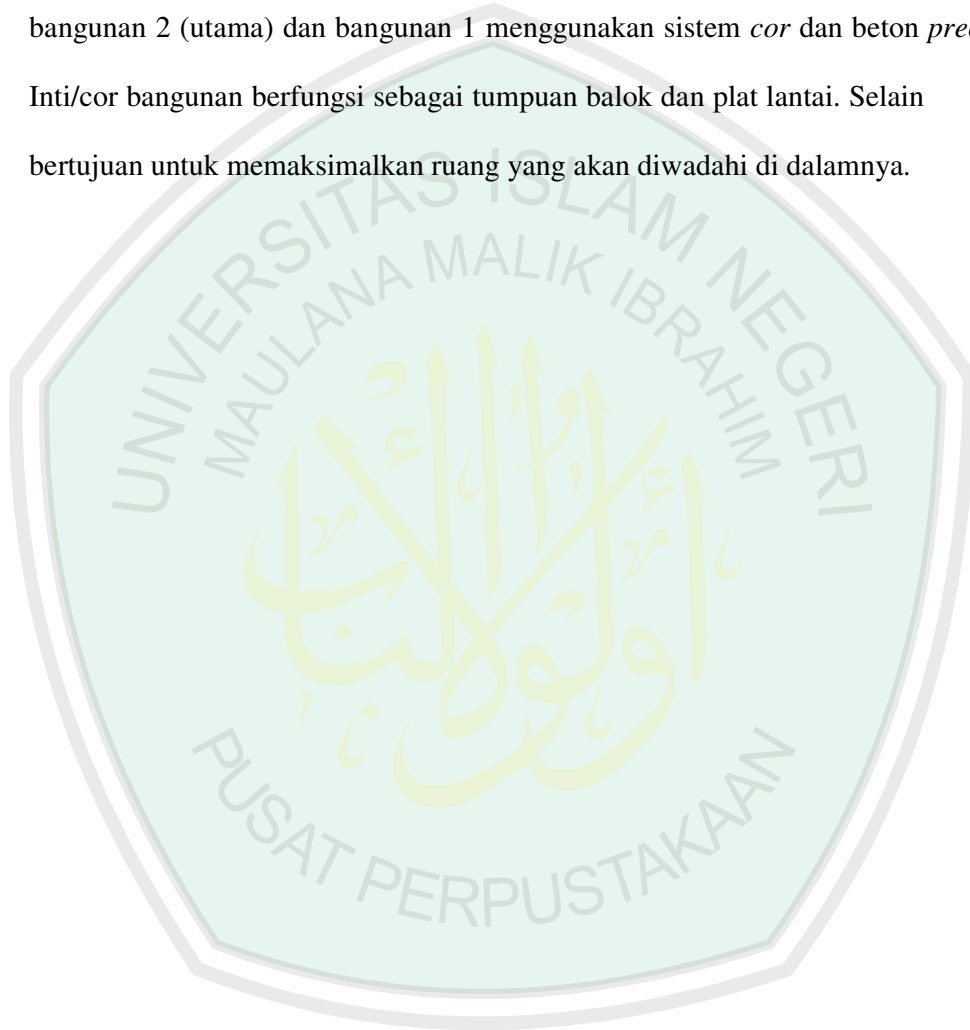 bangunan 2 (utama) dan bangunan 1 menggunakan sistem cor dan beton
Inti/cor bangunan berfungsi sebagai tumpuan balok dan plat lantai. Selain
bertujuan untuk memaksimalkan ruang yang akan diwadahi di dalamnya.
UNIVERSITAS ISLAM NEGERI
MAULANA MALIK IBRAHIM
أولوا الألباب
PUSAT PERPUSTAKAAN